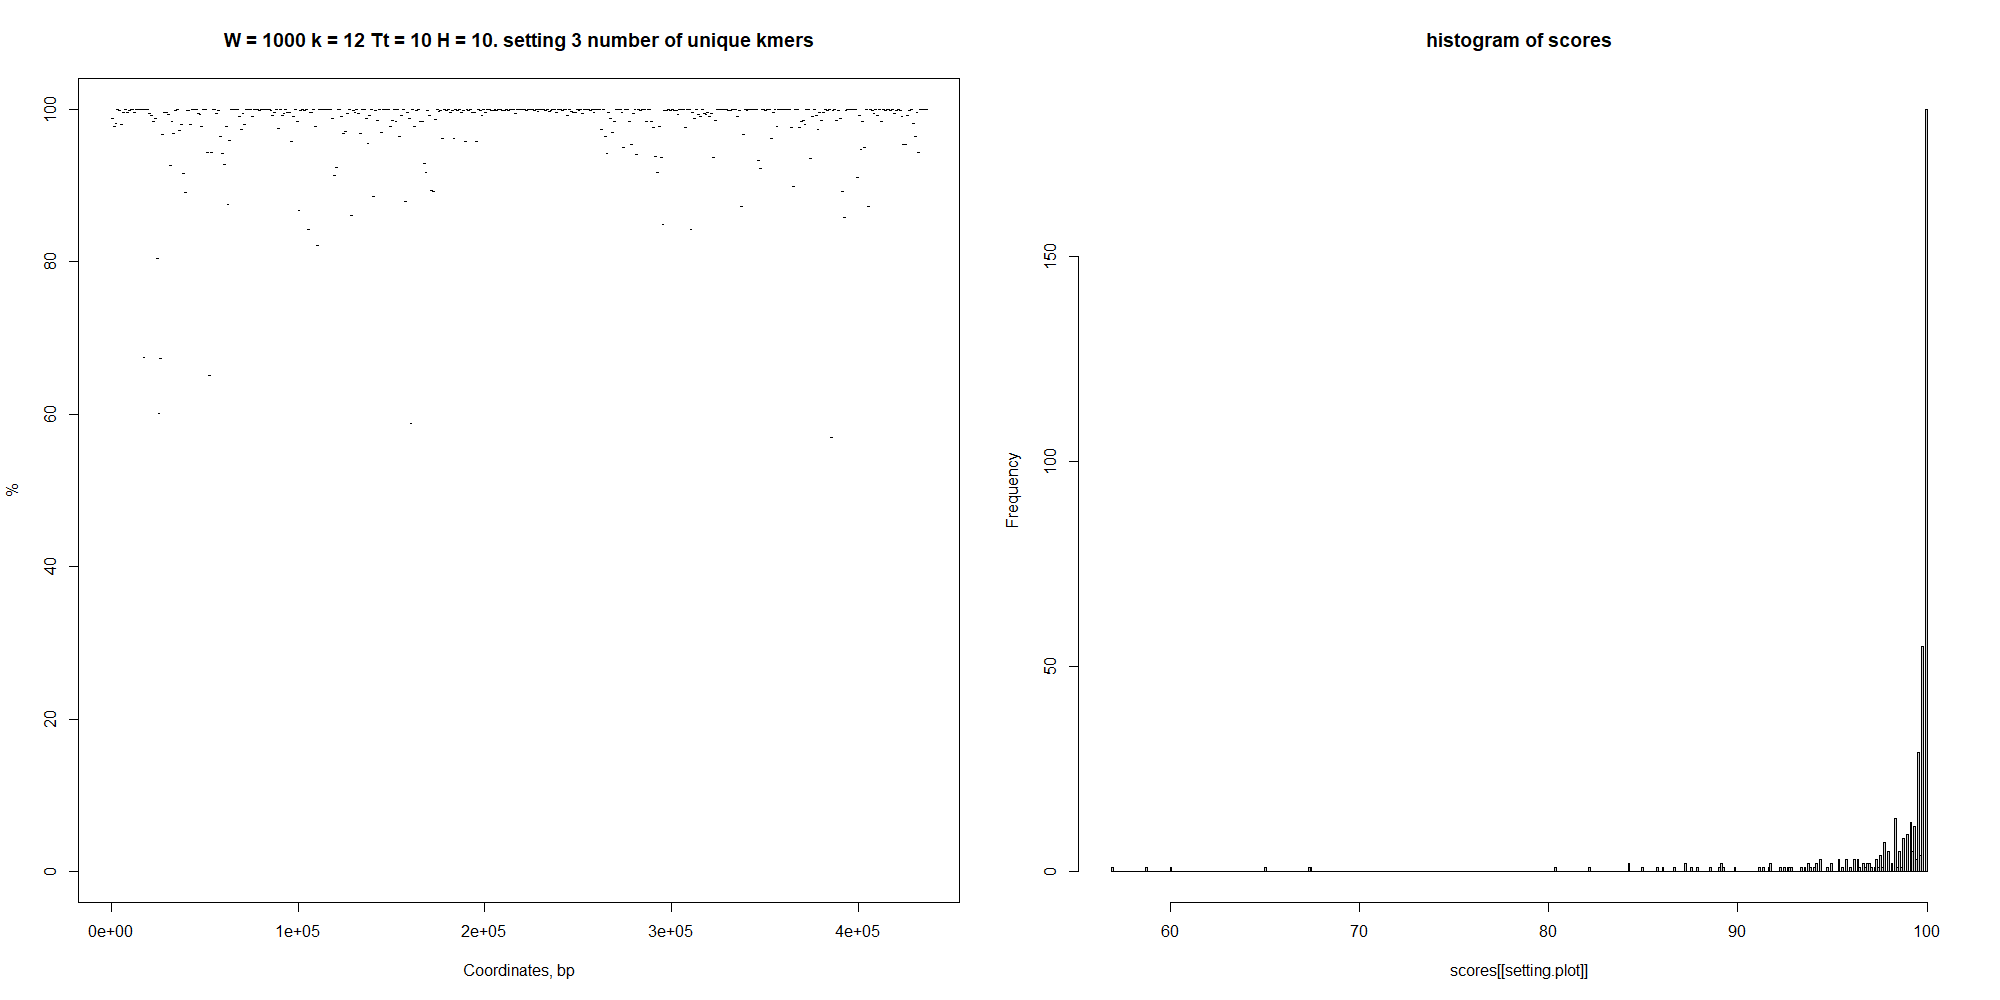 W = 1000 k = 12 Tt = 10 H = 10. setting 3 number of unique kmers
100
80
60
40
20
0
%
0e+00 1e+05 2e+05 3e+05 4e+05
Coordinates, bp
histogram of scores
150
100
50
0
Frequency
60 70 80 90 100
scores[[setting.plot]]